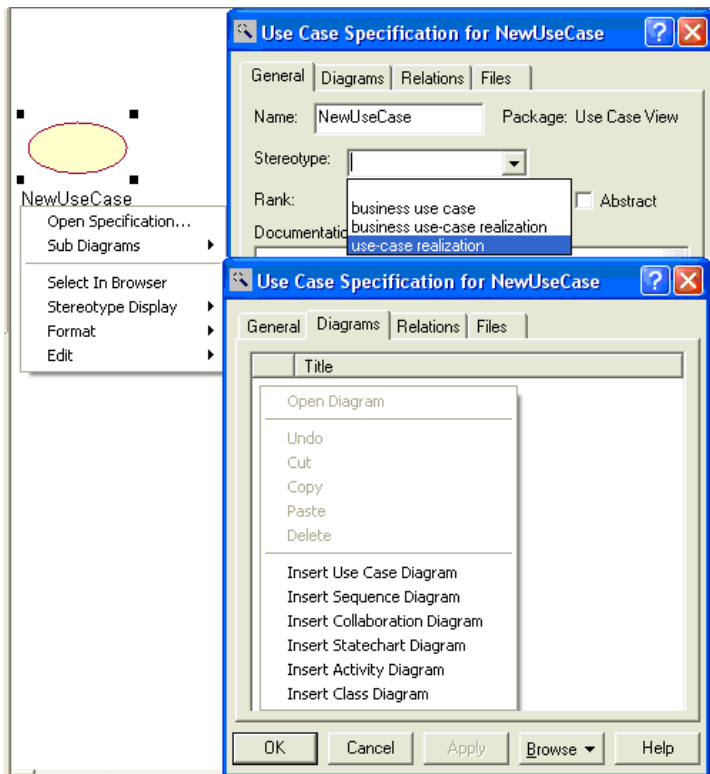 NewUseCase
Open Specification...
Sub Diagrams
Select In Browser
Stereotype Display
Format
Edit
Use Case Specification for NewUseCase
General Diagrams Relations Files
Name: NewUseCase Package: Use Case View
Stereotype:
business use case
business use-case realization
use-case realization
Rank: Abstract
Use Case Specification for NewUseCase
General Diagrams Relations Files
Title
Open Diagram
Undo
Cut
Copy
Paste
Delete
Insert Use Case Diagram
Insert Sequence Diagram
Insert Collaboration Diagram
Insert Statechart Diagram
Insert Activity Diagram
Insert Class Diagram
OK Cancel Apply Browse Help